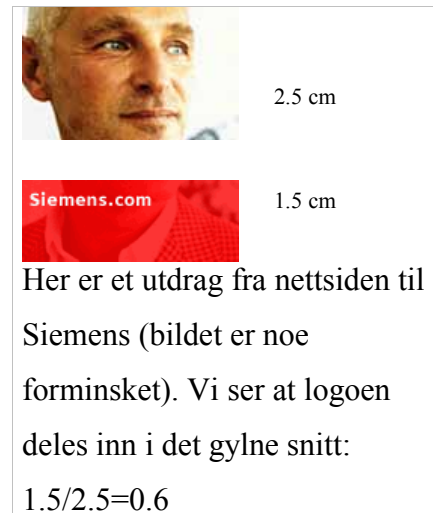 2.5 cm
Siemens.com
1.5 cm
Her er et utdrag fra nettsiden til
Siemens (bildet er noe
forminsket). Vi ser at logoen
deles inn i det gylne snitt:
1.5/2.5=0.6